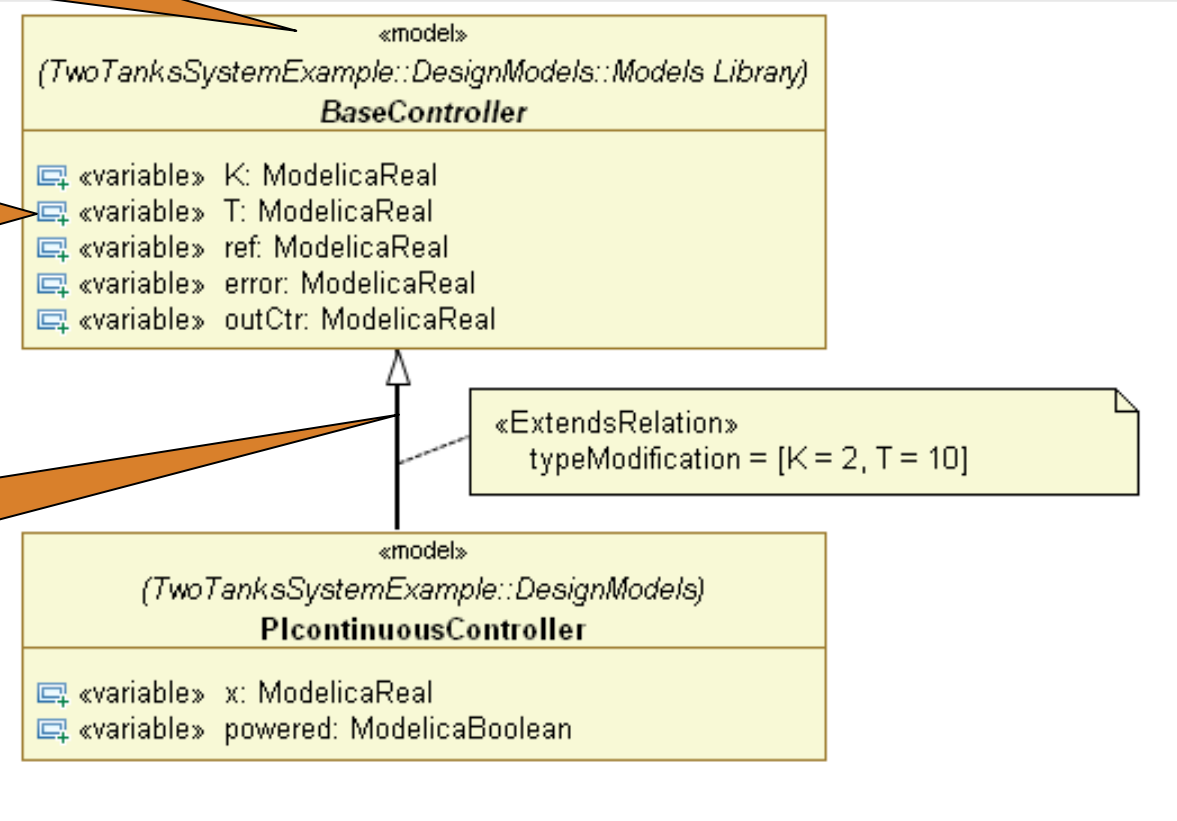 «model»
(TwoTanksSystemExample::DesignModels::Models Library)
BaseController
«variable» K: ModelicaReal
«variable» T: ModelicaReal
«variable» ref: ModelicaReal
«variable» error: ModelicaReal
«variable» outCtr: ModelicaReal
«ExtendsRelation»
typeModification = [K = 2, T = 10]
«model»
(TwoTanksSystemExample::DesignModels)
PIcontinuousController
«variable» x: ModelicaReal
«variable» powered: ModelicaBoolean